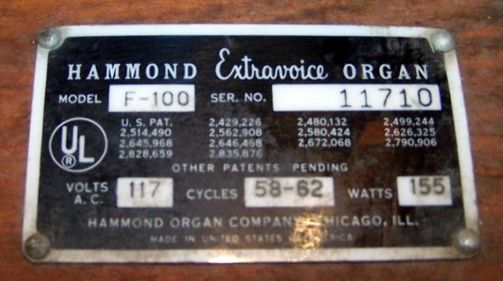 HAMMOND Extravoice ORGAN
MODEL F-100 SER. NO. 11710
U. S. PAT. 2,429,226 2,480,132 2,499,244
2,514,490 2,562,908 2,580,424 2,626,325
2,645,968 2,646,468 2,672,068 2,790,906
2,828,659 2,835,876
UL
®
OTHER PATENTS PENDING
VOLTS A.C. 117 CYCLES 58-62 WATTS 155
HAMMOND ORGAN COMPANY CHICAGO, ILL.
MADE IN UNITED STATES OF AMERICA